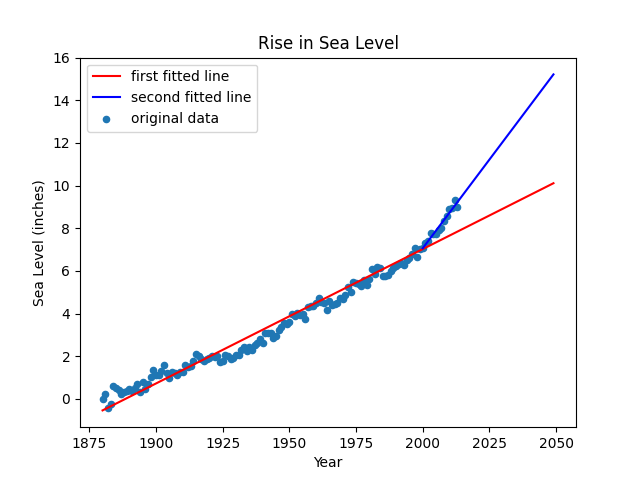 Rise in Sea Level
first fitted line
second fitted line
original data
Sea Level (inches)
16
14
12
10
8
6
4
2
0
1875 1900 1925 1950 1975 2000 2025 2050
Year